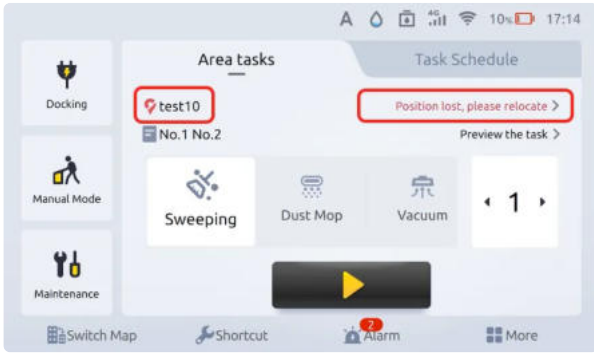 A 4G 10% 17:14
Area tasks
Task Schedule
Docking
test10
Position lost, please relocate >
No.1 No.2
Preview the task >
Manual Mode
Sweeping
Dust Mop
Vacuum
1
Maintenance
Switch Map
Shortcut
2
Alarm
More